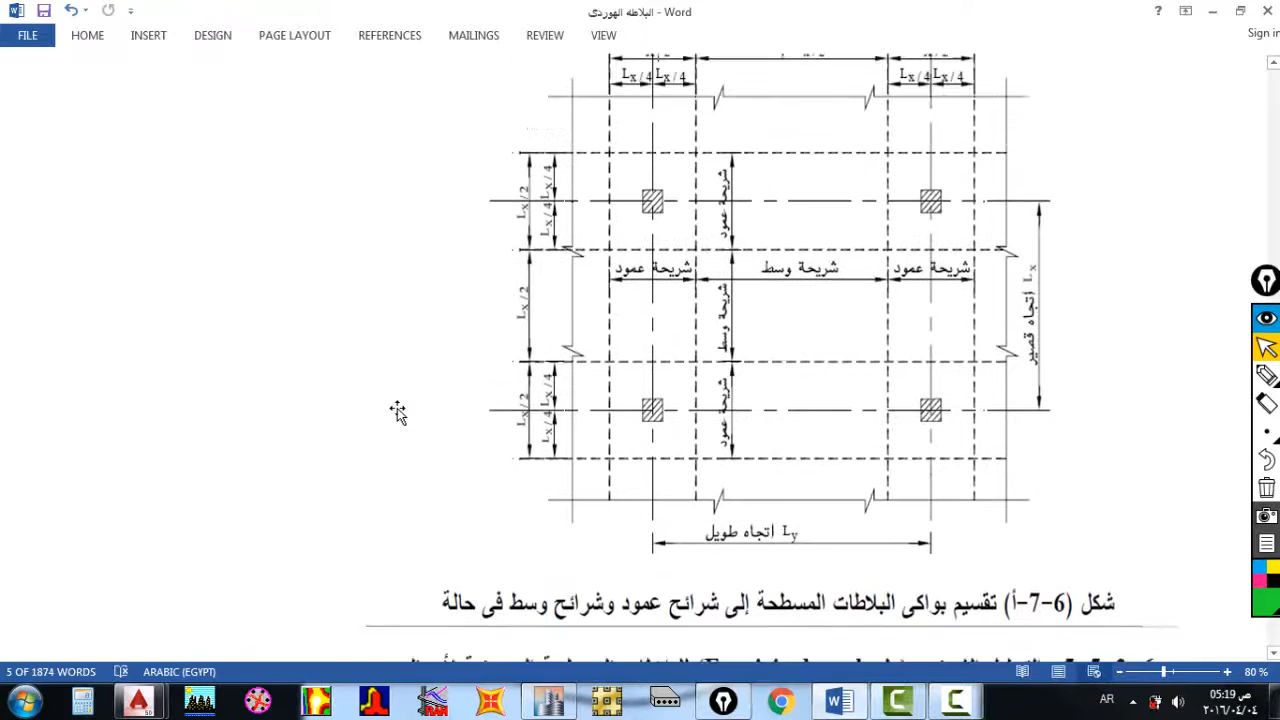 البلاطه الهوردى - Word
Sign in
FILE HOME INSERT DESIGN PAGE LAYOUT REFERENCES MAILINGS REVIEW VIEW
Lx / 4 Lx / 4
Lx / 4 Lx / 4
Lx / 2
Lx / 4
Lx / 4
شريحة عمود
شريحة عمود
شريحة وسط
شريحة عمود
Lx / 2
شريحة وسط
أتجاه قصير Lx
Lx / 2
Lx / 4
Lx / 4
شريحة عمود
أتجاه طويل Ly
شكل (6-7-أ) تقسيم بواكى البلاطات المسطحة إلى شرائح عمود وشرائح وسط فى حالة
5 OF 1874 WORDS ARABIC (EGYPT) 80 %
AR
05:19 ص
٢٠١٦/٠٤/٠٤